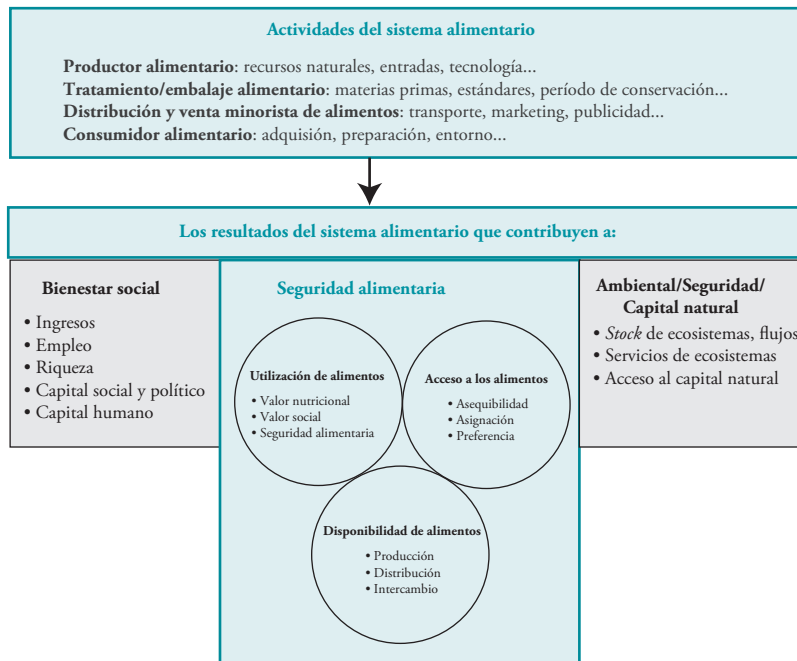 Actividades del sistema alimentario
Productor alimentario: recursos naturales, entradas, tecnología...
Tratamiento/embalaje alimentario: materias primas, estándares, período de conservación...
Distribución y venta minorista de alimentos: transporte, marketing, publicidad...
Consumidor alimentario: adquisión, preparación, entorno...
Los resultados del sistema alimentario que contribuyen a:
Bienestar social
• Ingresos
• Empleo
• Riqueza
• Capital social y político
• Capital humano
Seguridad alimentaria
Utilización de alimentos
• Valor nutricional
• Valor social
• Seguridad alimentaria
Acceso a los alimentos
• Asequibilidad
• Asignación
• Preferencia
Disponibilidad de alimentos
• Producción
• Distribución
• Intercambio
Ambiental/Seguridad/
Capital natural
• Stock de ecosistemas, flujos
• Servicios de ecosistemas
• Acceso al capital natural